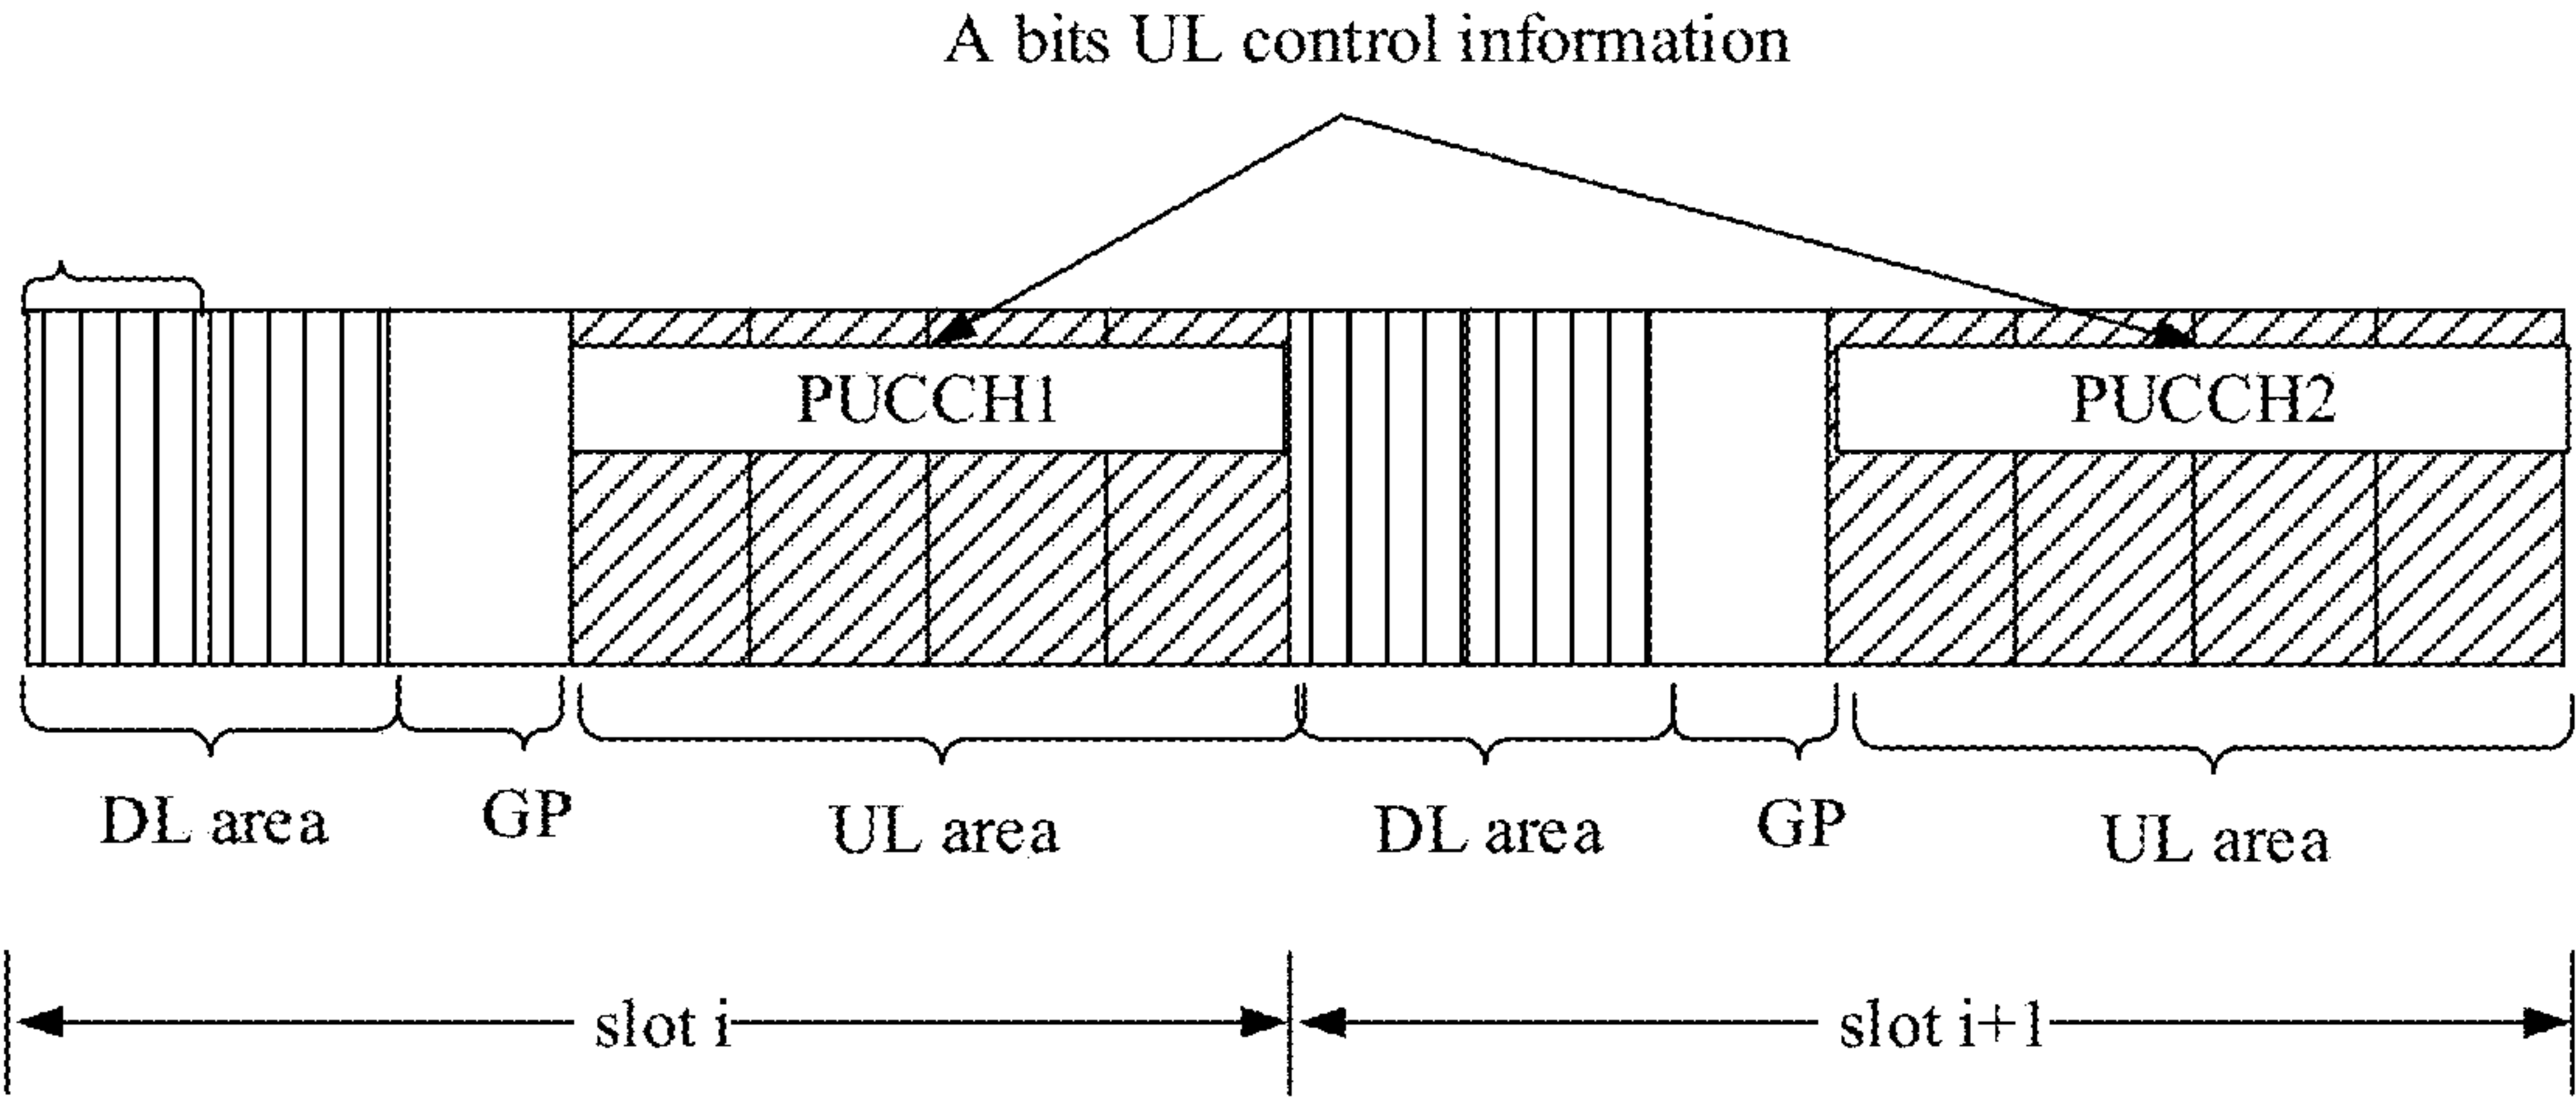 A bits UL control information
PUCCH1
PUCCH2
DL area
GP
UL area
DL area
GP
UL area
slot i
slot i+1